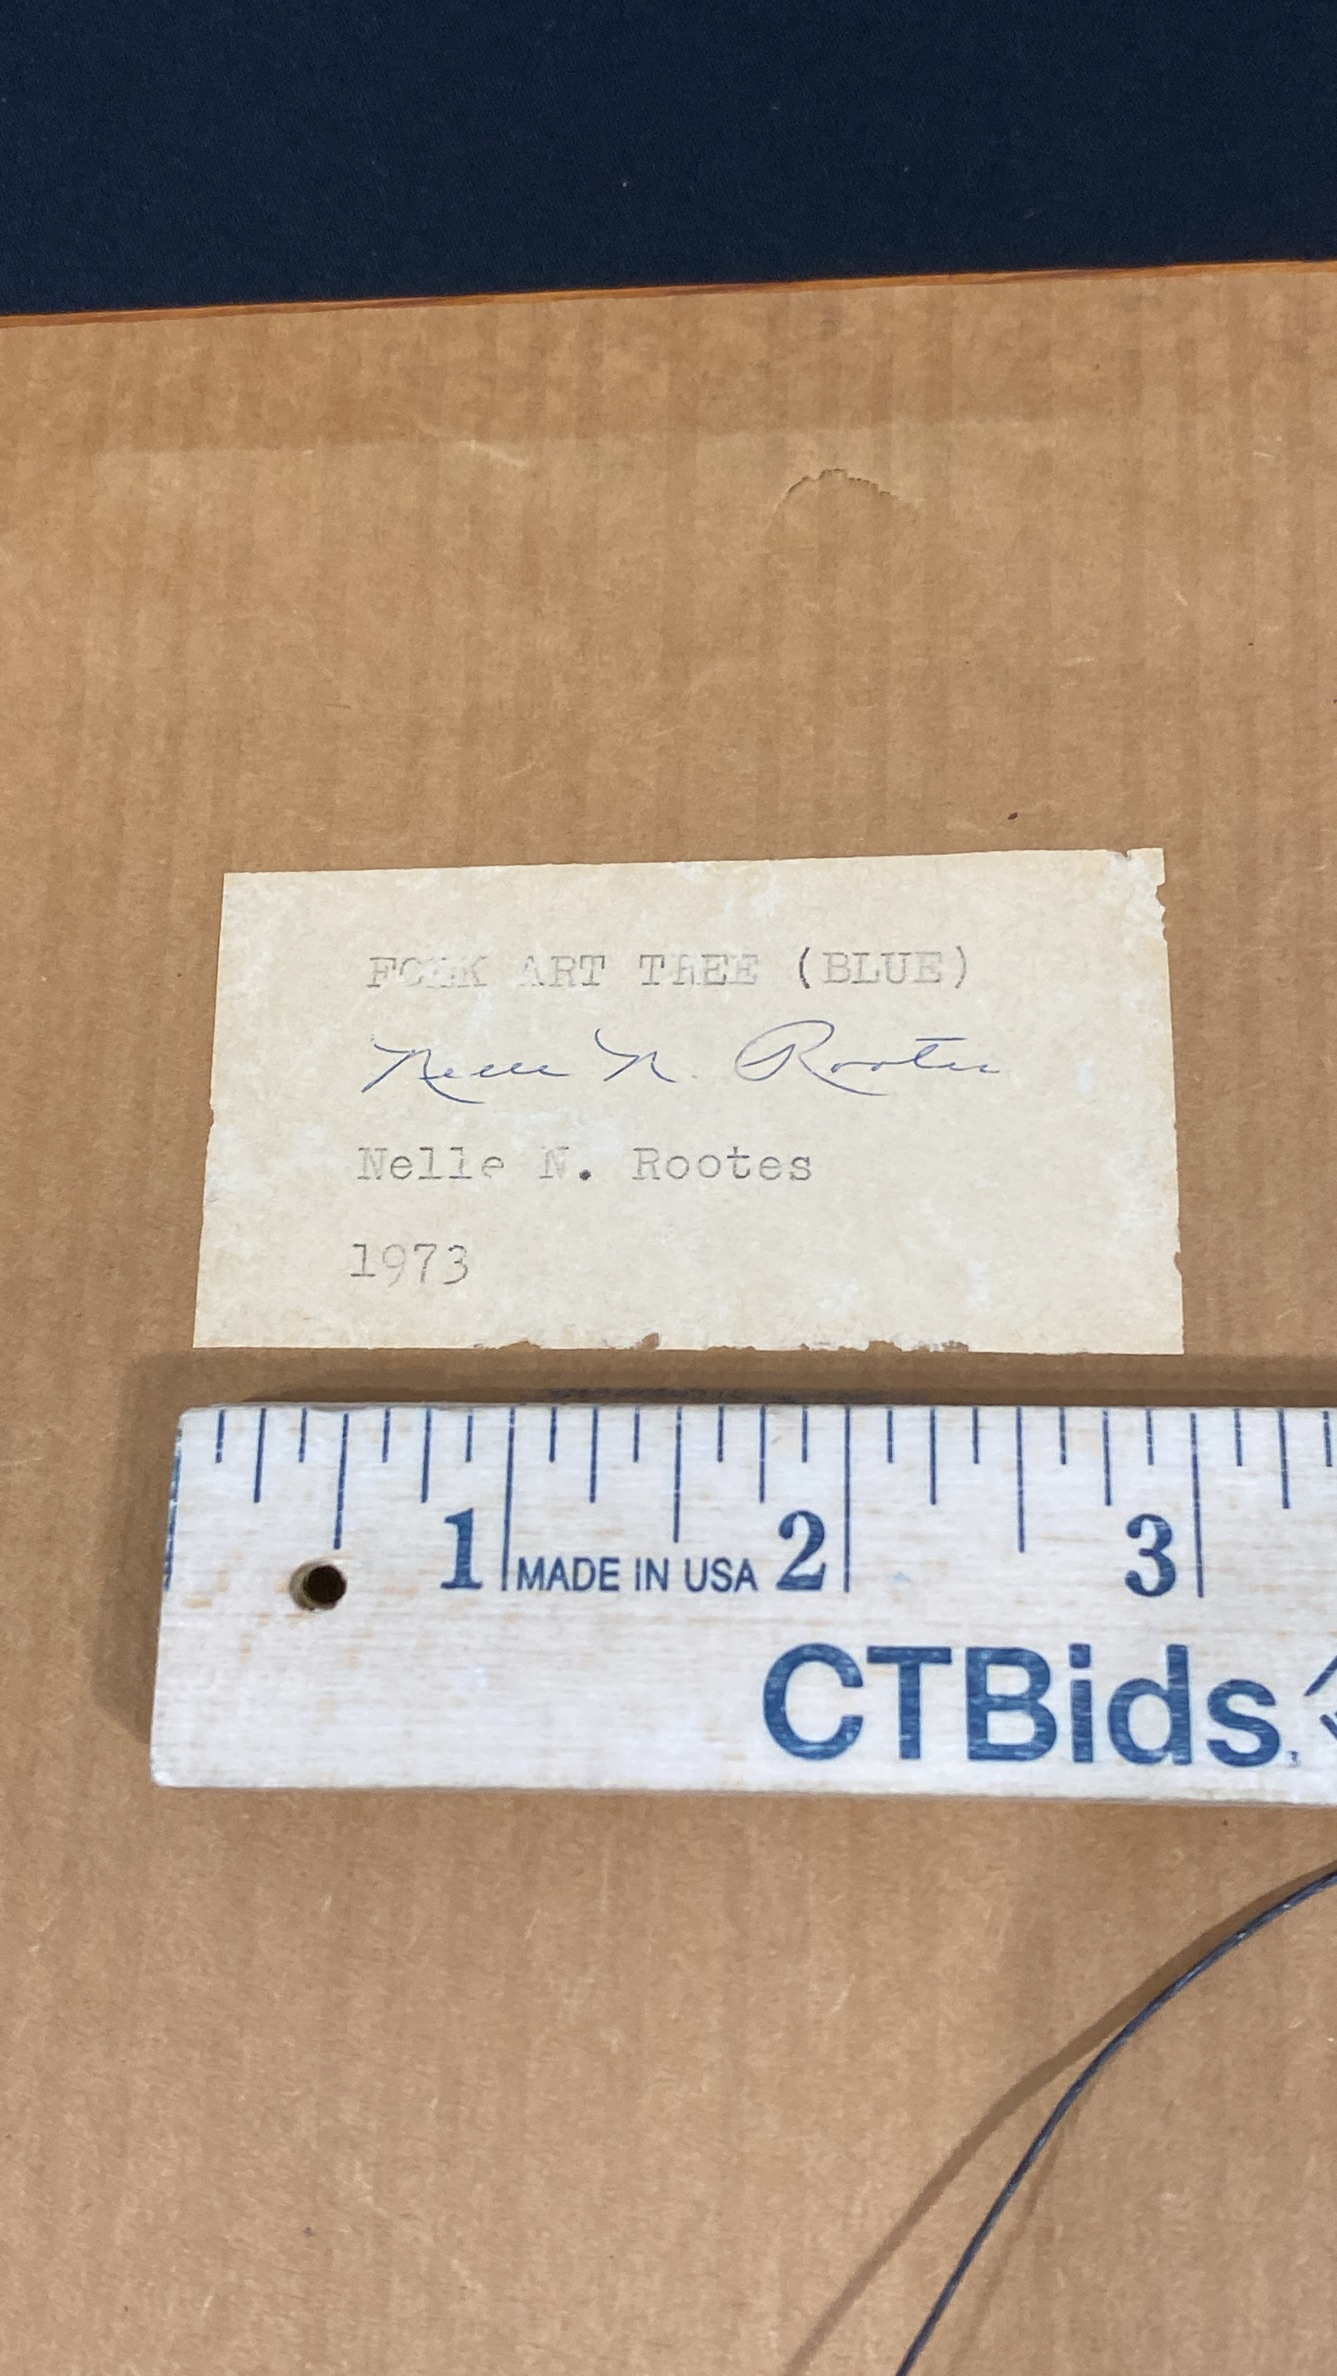 FOLK ART TREE (BLUE)
Nelle N. Rootes
Nelle N. Rootes
1973
1 MADE IN USA 2 3
CTBids